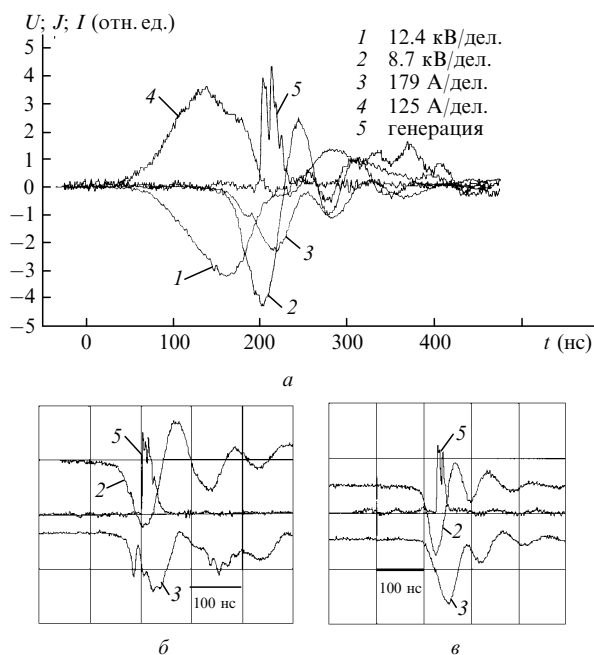 U; J; I (отн. ед.)
1 12.4 кВ/дел.
2 8.7 кВ/дел.
3 179 А/дел.
4 125 А/дел.
5 генерация
5
4
3
2
1
0
−1
−2
−3
−4
−5
4
5
1
2
3
0 100 200 300 400 t (нс)
а
5
2
3
100 нс
б
5
2
3
100 нс
в